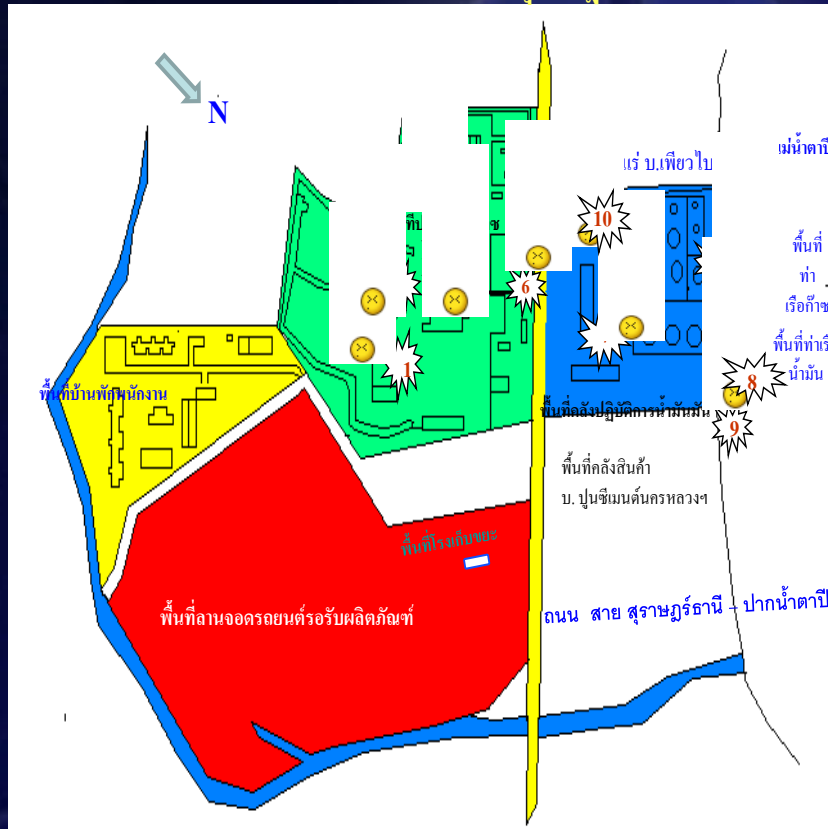 N
ไร่ บ.เพียวไบ
แม่น้ำตาปี
10
พื้นที่
ท่า
เรือก๊าซ
6
พื้นที่ท่าเรือ
น้ำมัน
1
8
9
พื้นที่บ้านพักพนักงาน
พื้นที่คลังปฏิบัติการน้ำมันมัน
พื้นที่คลังสินค้า
บ. ปูนซีเมนต์นครหลวงฯ
พื้นที่โรงเก็บขยะ
พื้นที่ลานจอดรถยนต์รอรับผลิตภัณฑ์
ถนน สาย สุราษฎร์ธานี - ปากน้ำตาปี